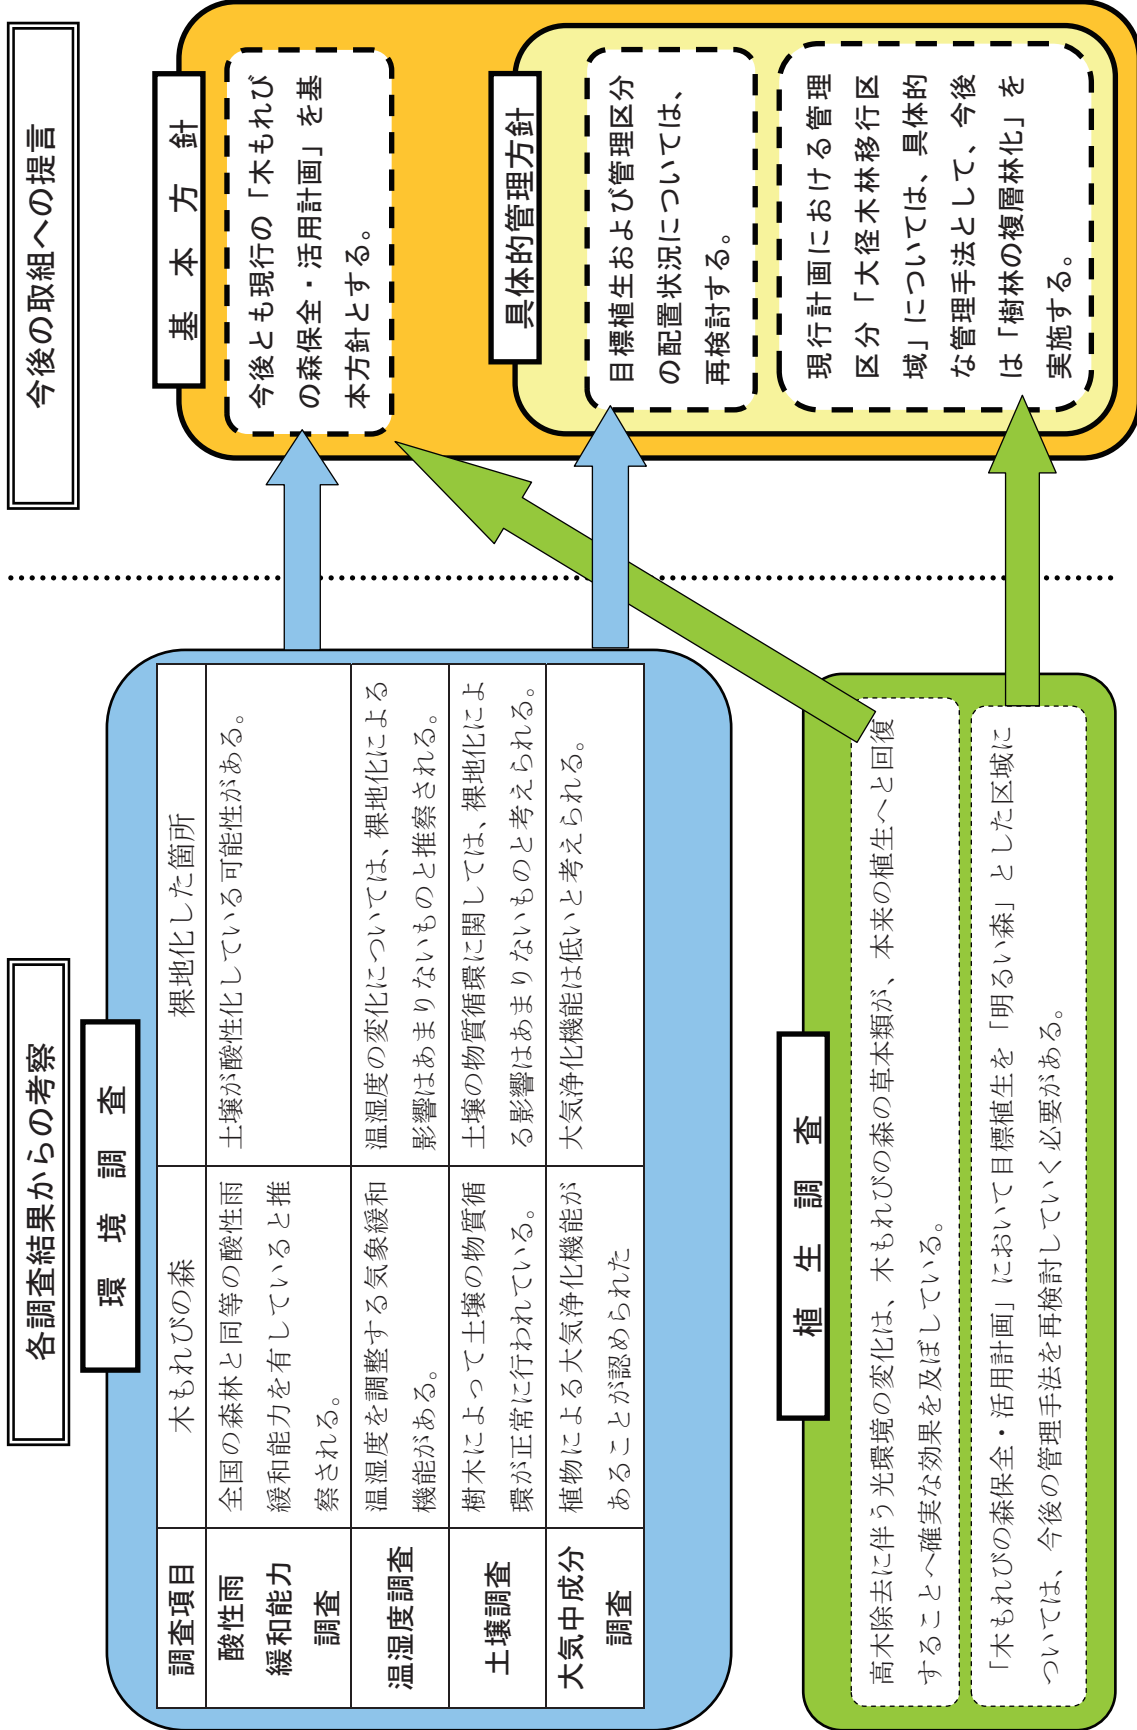 各調査結果からの考察
環境調査
調査項目
木もれびの森
裸地化した箇所
酸性雨
緩和能力
調査
全国の森林と同等の酸性雨
緩和能力を有していると推
察される。
土壌が酸性化している可能性がある。
温湿度調査
温湿度を調整する気象緩和
機能がある。
温湿度の変化については、裸地化による
影響はあまりないものと推察される。
土壌調査
樹木によって土壌の物質循
環が正常に行われている。
土壌の物質循環に関しては、裸地化によ
る影響はあまりないものと考えられる。
大気中成分
調査
植物による大気浄化機能が
あることが認められた
大気浄化機能は低いと考えられる。
植生調査
高木除去に伴う光環境の変化は、木もれびの森の草本類が、本来の植生へと回復
することへ確実な効果を及ぼしている。
「木もれびの森保全・活用計画」において目標植生を「明るい森」とした区域に
ついては、今後の管理手法を再検討していく必要がある。
今後の取組への提言
基本方針
今後とも現行の「木もれび
の森保全・活用計画」を基
本方針とする。
具体的管理方針
目標植生および管理区分
の配置状況については、
再検討する。
現行計画における管理
区分「大径木林移行区
域」については、具体的
な管理手法として、今後
は「樹林の複層林化」を
実施する。